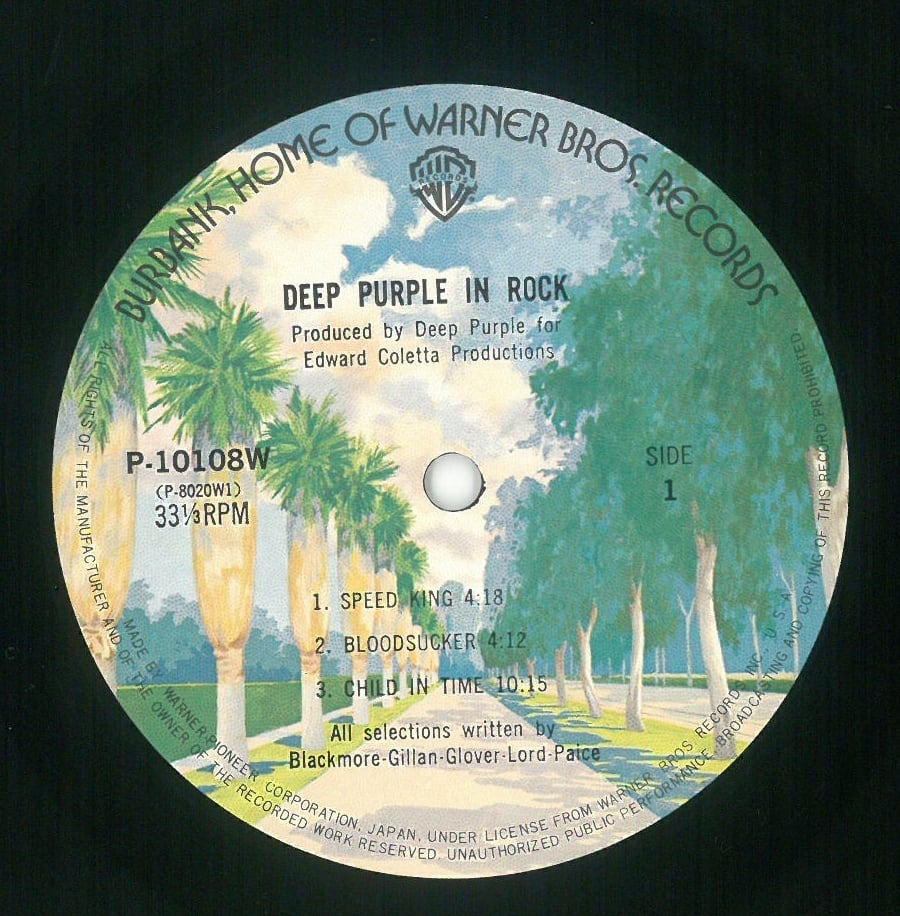 BURBANK, HOME OF WARNER BROS. RECORDS
RECORDS
DEEP PURPLE IN ROCK
Produced by Deep Purple for
Edward Coletta Productions
P-10108W
(P-8020W1)
33⅓RPM
SIDE
1
1. SPEED KING 4:18
2. BLOODSUCKER 4:12
3. CHILD IN TIME 10:15
All selections written by
Blackmore-Gillan-Glover-Lord-Paice
MADE BY WARNER-PIONEER CORPORATION, JAPAN, UNDER LICENSE FROM WARNER BROS RECORDS INC., U.S.A.
ALL RIGHTS OF THE MANUFACTURER AND OF THE OWNER OF THE RECORDED WORK RESERVED. UNAUTHORIZED PUBLIC PERFORMANCE BROADCASTING AND COPYING OF THIS RECORD PROHIBITED